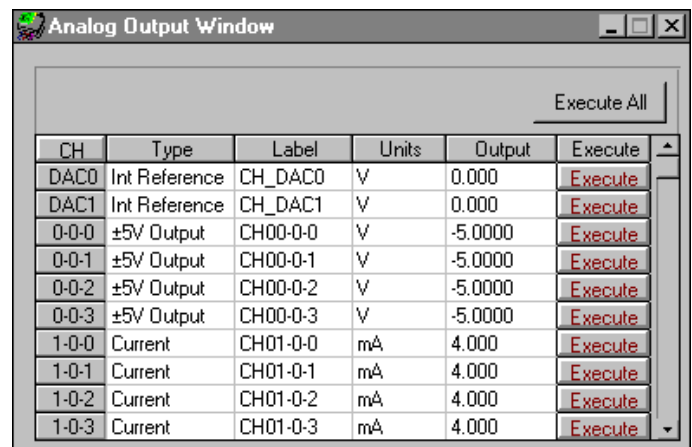 Analog Output Window
Execute All
CH Type Label Units Output Execute
DAC0 Int Reference CH_DAC0 V 0.000 Execute
DAC1 Int Reference CH_DAC1 V 0.000 Execute
0-0-0 ±5V Output CH00-0-0 V -5.0000 Execute
0-0-1 ±5V Output CH00-0-1 V -5.0000 Execute
0-0-2 ±5V Output CH00-0-2 V -5.0000 Execute
0-0-3 ±5V Output CH00-0-3 V -5.0000 Execute
1-0-0 Current CH01-0-0 mA 4.000 Execute
1-0-1 Current CH01-0-1 mA 4.000 Execute
1-0-2 Current CH01-0-2 mA 4.000 Execute
1-0-3 Current CH01-0-3 mA 4.000 Execute